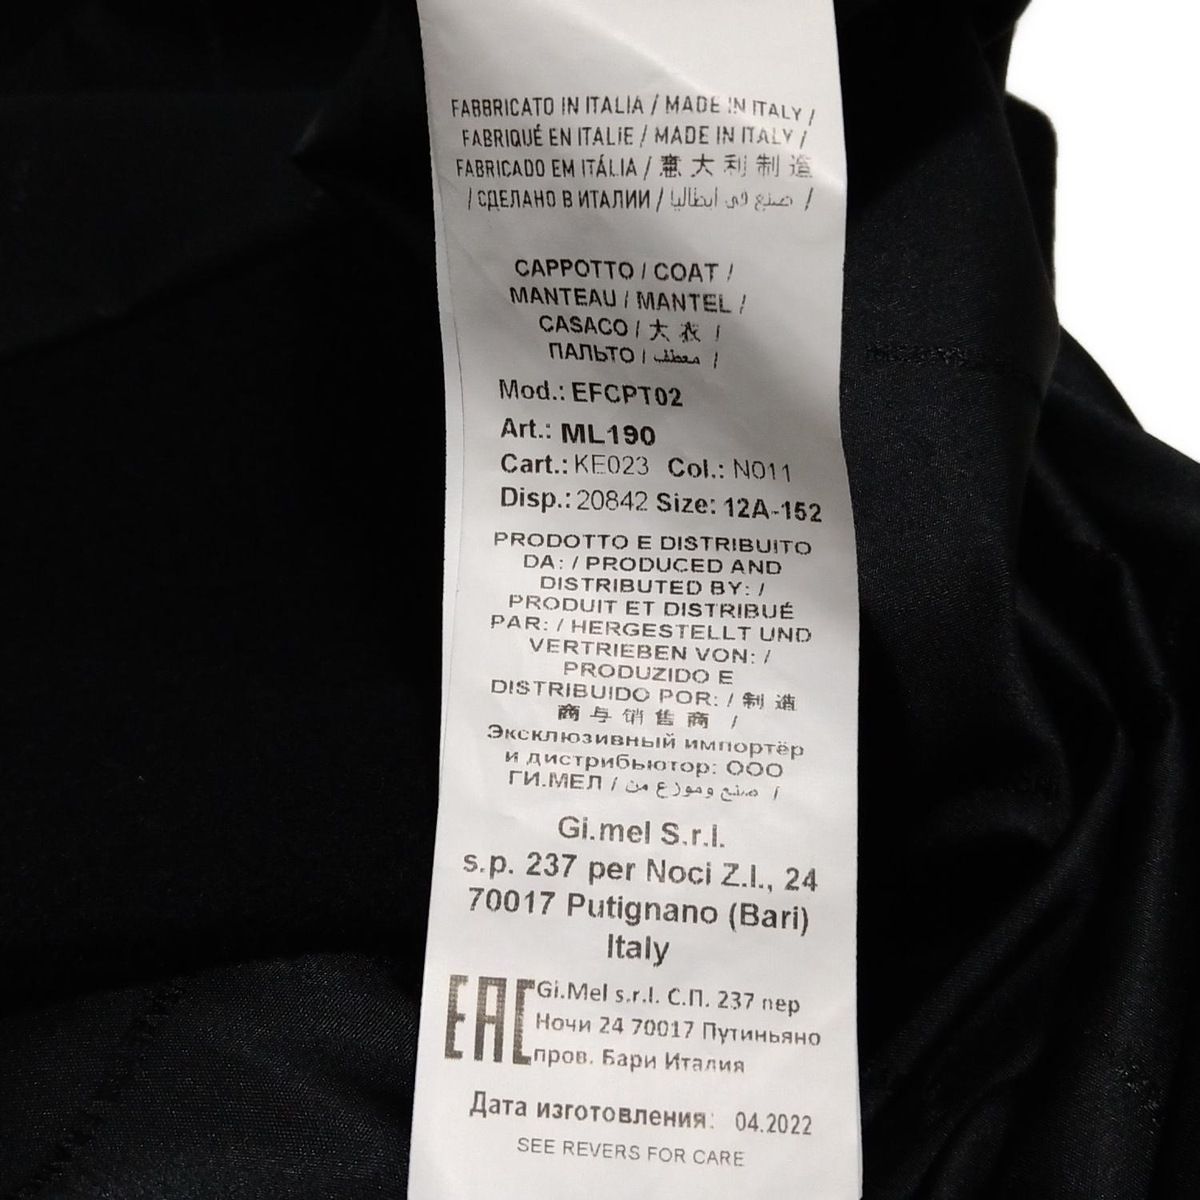 FABBRICATO IN ITALIA / MADE IN ITALY /
FABRIQUÉ EN ITALIE / MADE IN ITALY /
FABRICADO EM ITÁLIA / 意大利制造
/ СДЕЛАНО В ИТАЛИИ / صنع في ايطاليا /
CAPPOTTO / COAT /
MANTEAU / MANTEL /
CASACO / 大衣 /
ПАЛЬТО / معطف /
Mod.: EFCPT02
Art.: ML190
Cart.: KE023 Col.: N011
Disp.: 20842 Size: 12A-152
PRODOTTO E DISTRIBUITO
DA: / PRODUCED AND
DISTRIBUTED BY: /
PRODUIT ET DISTRIBUÉ
PAR: / HERGESTELLT UND
VERTRIEBEN VON: /
PRODUZIDO E
DISTRIBUIDO POR: / 制造
商与销售商 /
Эксклюзивный импортёр
и дистрибьютор: ООО
ГИ.МЕЛ / صنع وموزع من /
Gi.mel S.r.l.
s.p. 237 per Noci Z.I., 24
70017 Putignano (Bari)
Italy
EAC
Gi.Mel s.r.l. С.П. 237 пер
Ночи 24 70017 Путиньяно
пров. Бари Италия
Дата изготовления: 04.2022
SEE REVERS FOR CARE